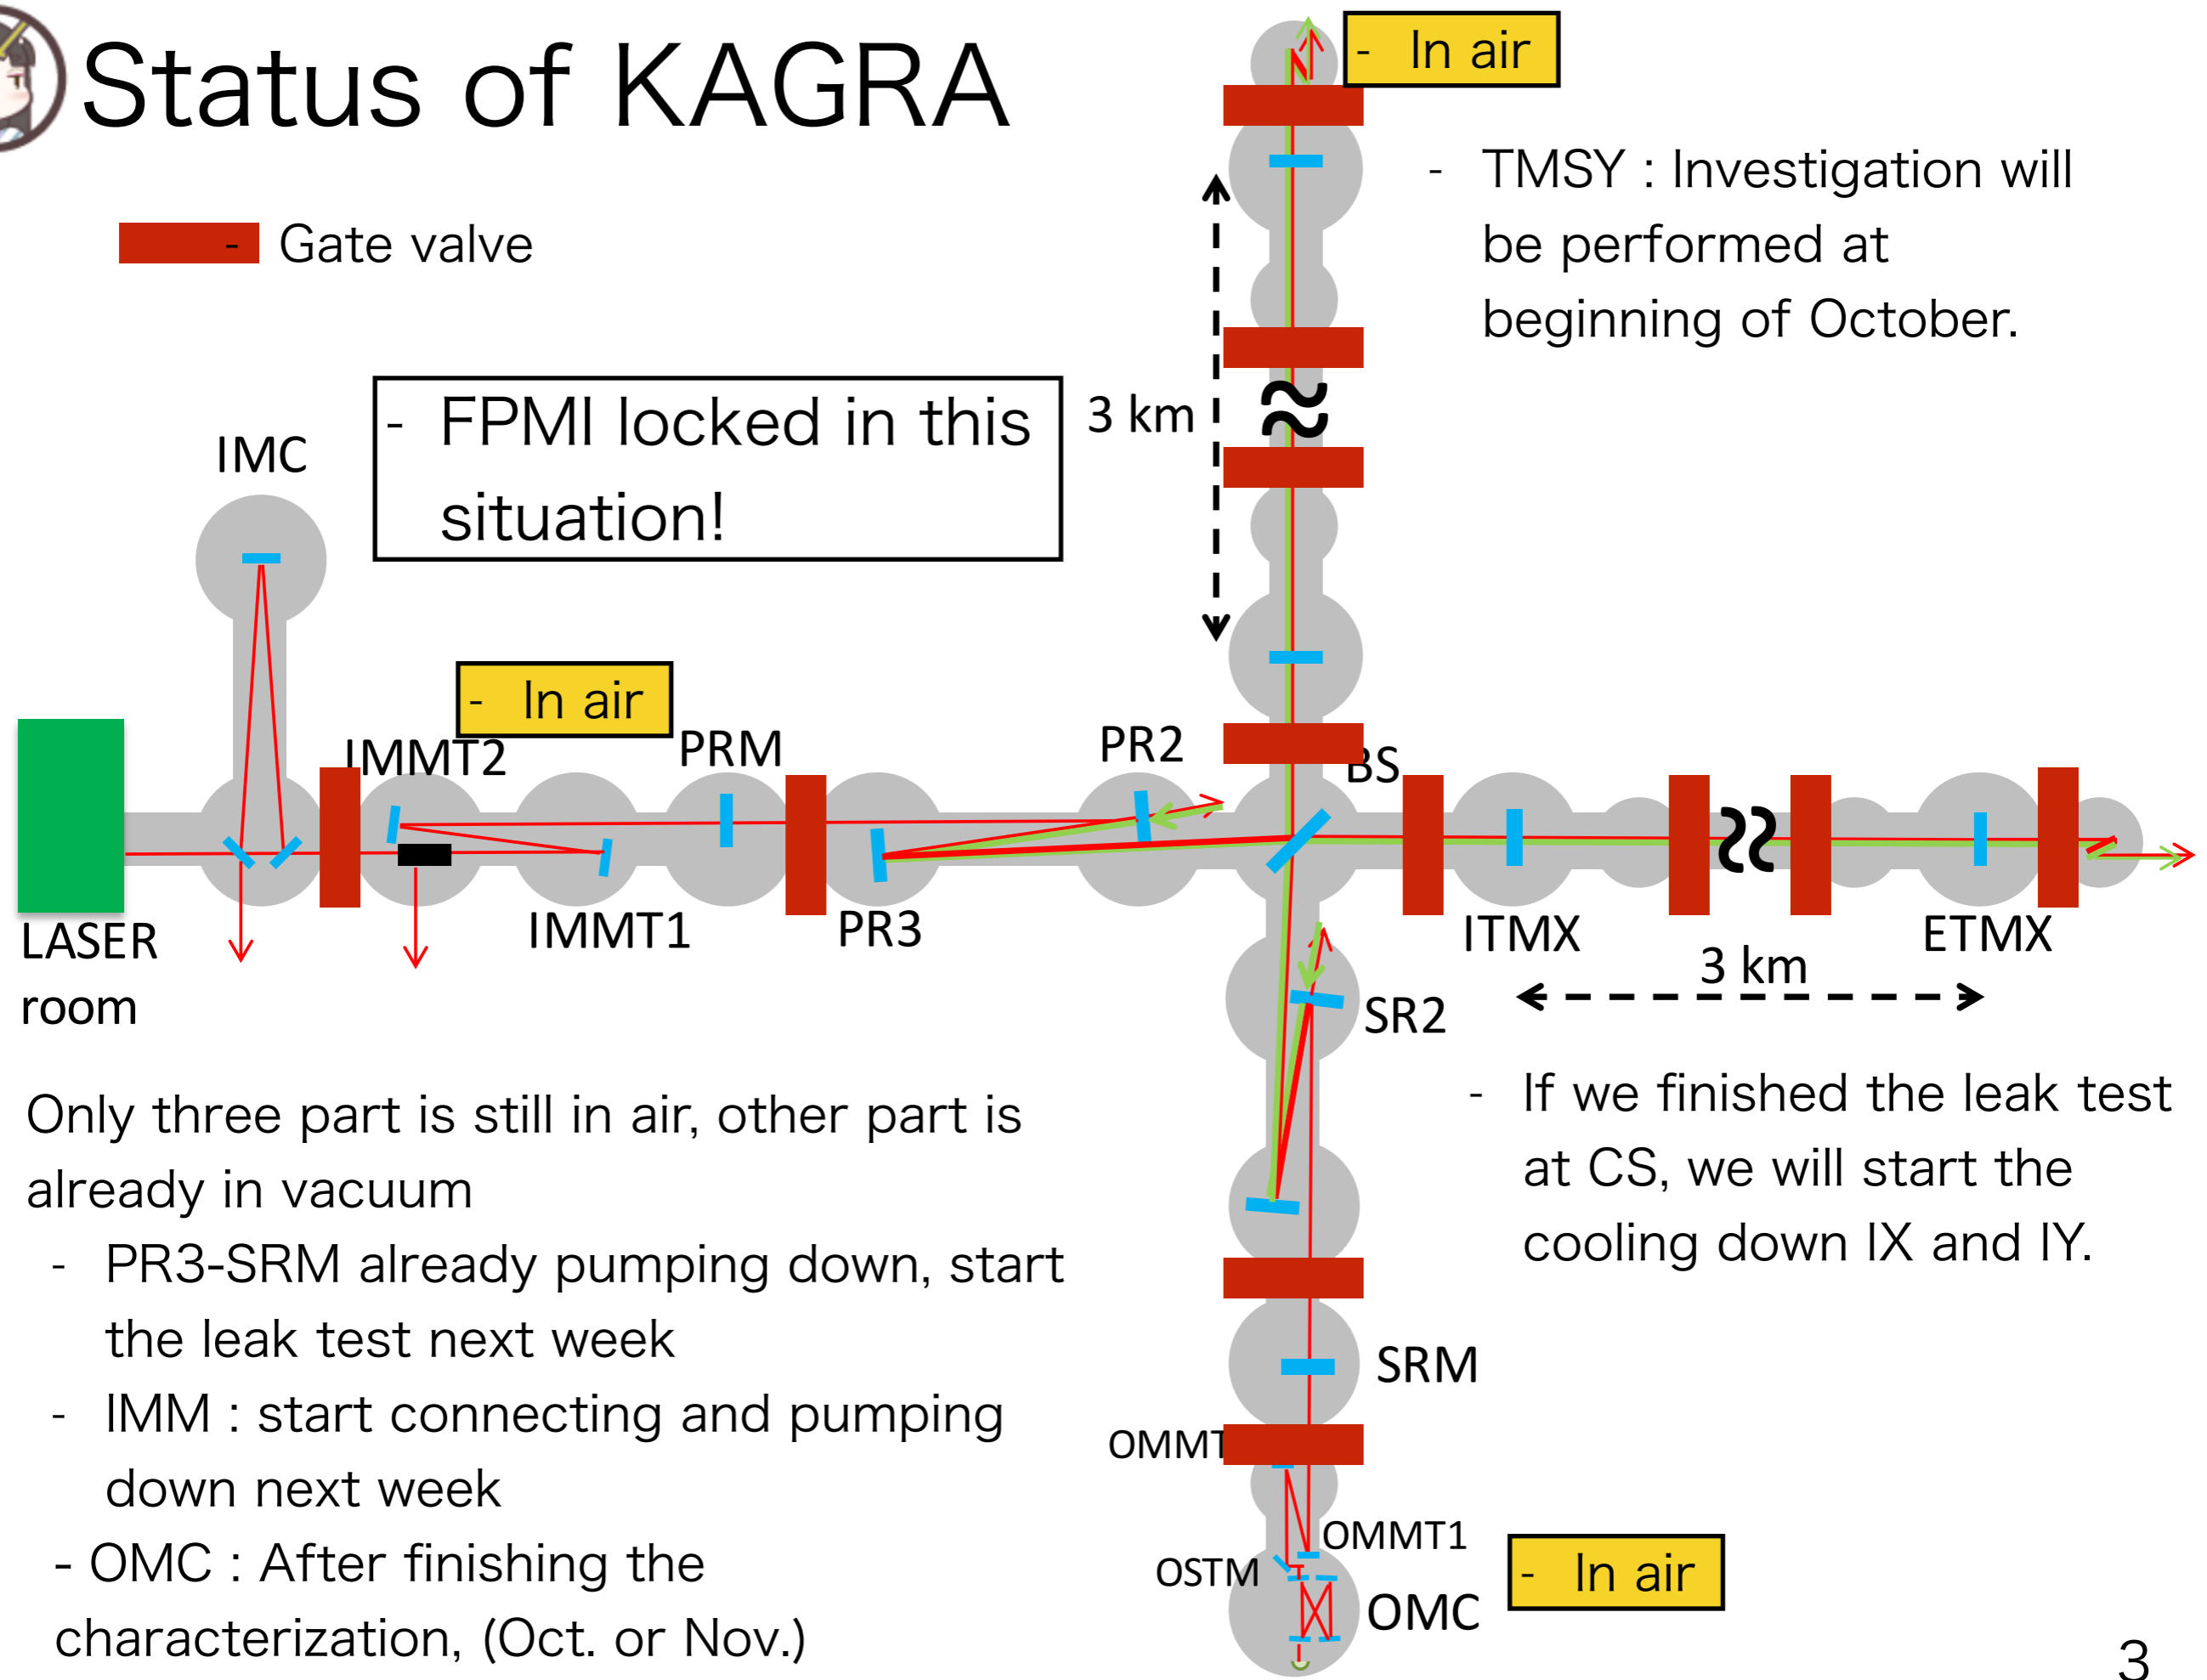 Status of KAGRA
- In air
- Gate valve
- TMSY : Investigation will
be performed at
beginning of October.
- FPMI locked in this
situation!
3 km
IMC
- In air
IMMT2
PRM
PR2
BS
LASER
room
IMMT1
PR3
ITMX
ETMX
3 km
SR2
Only three part is still in air, other part is
already in vacuum
- PR3-SRM already pumping down, start
the leak test next week
- IMM : start connecting and pumping
down next week
- OMC : After finishing the
characterization, (Oct. or Nov.)
- If we finished the leak test
at CS, we will start the
cooling down IX and IY.
SRM
OMMT
OMMT1
OSTM
OMC
- In air
3